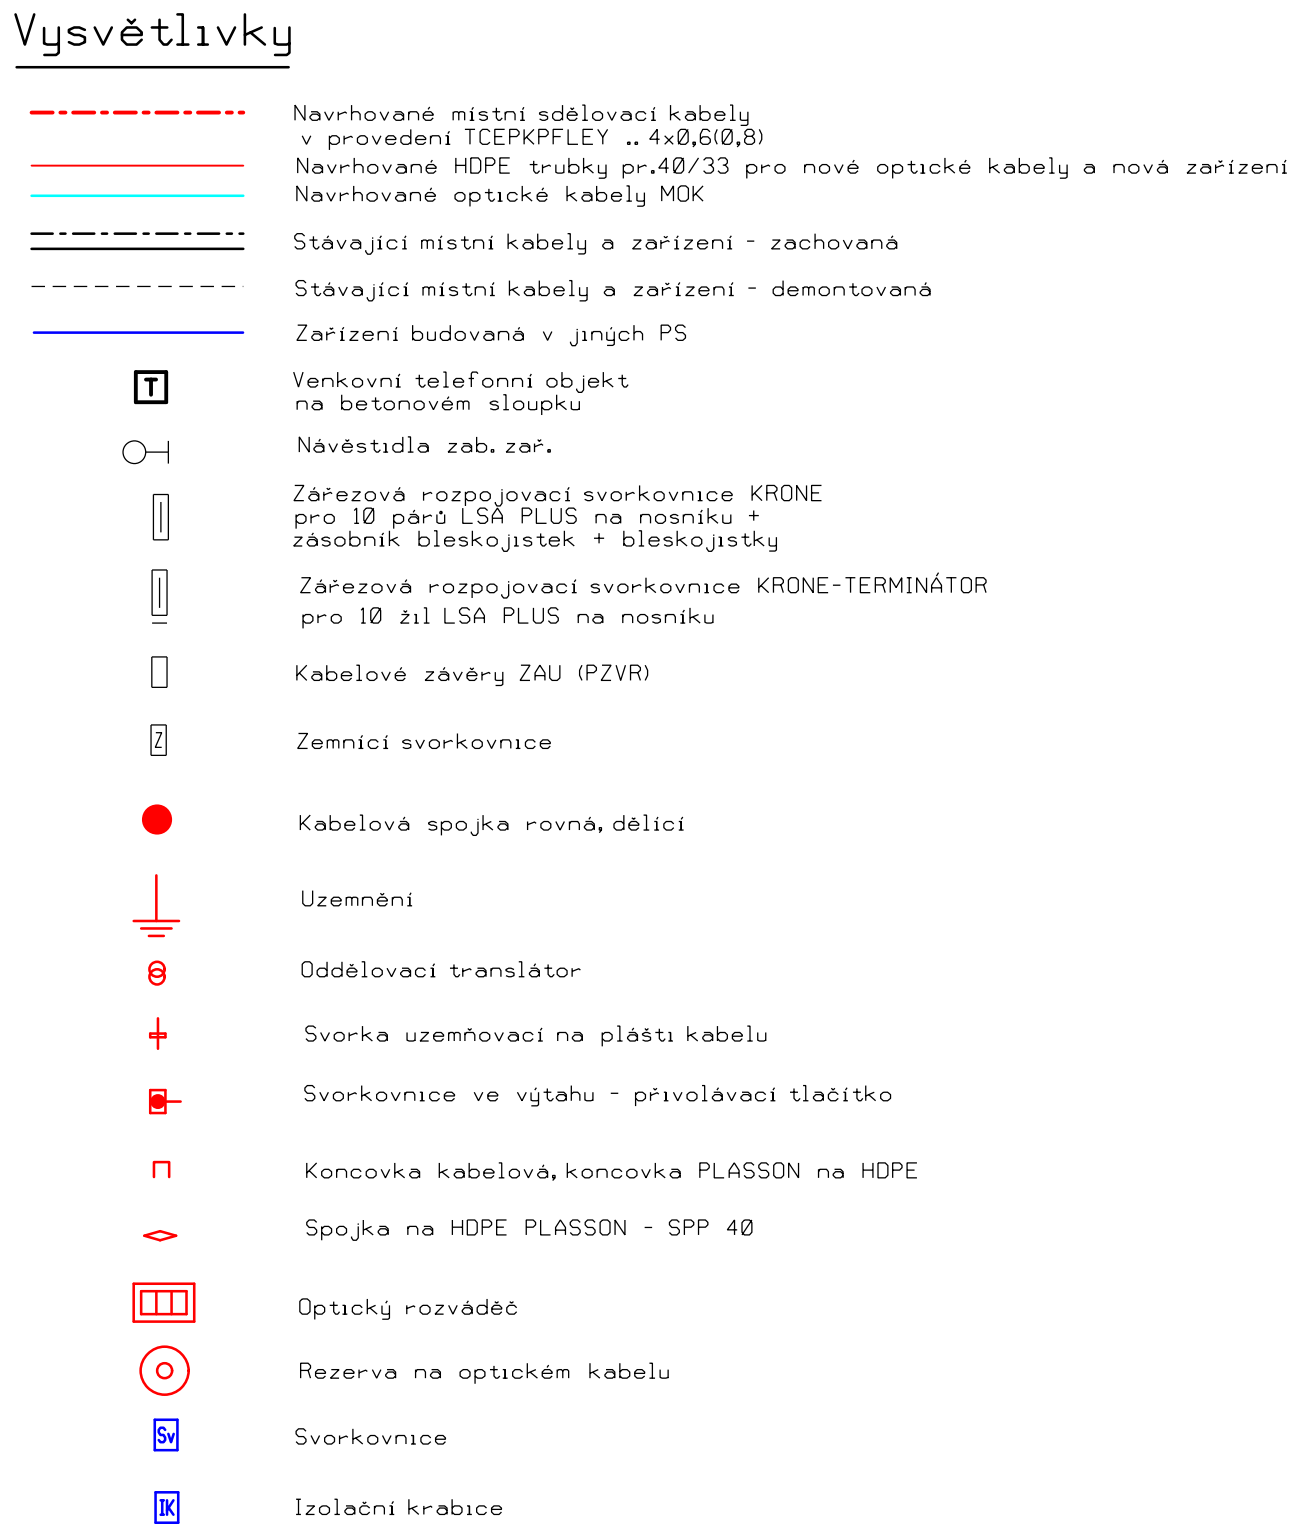 Vysvětlivky
Navrhované místní sdělovací kabely
v provedení TCEPKPFLEY .. 4x0,6(0,8)
Navrhované HDPE trubky pr.40/33 pro nové optické kabely a nová zařízení
Navrhované optické kabely MOK
Stávající místní kabely a zařízení - zachovaná
Stávající místní kabely a zařízení - demontovaná
Zařízení budovaná v jiných PS
T
Venkovní telefonní objekt
na betonovém sloupku
Návěstidla zab. zař.
Zářezová rozpojovací svorkovnice KRONE
pro 10 párů LSA PLUS na nosníku +
zásobník bleskojistek + bleskojistky
Zářezová rozpojovací svorkovnice KRONE-TERMINÁTOR
pro 10 žil LSA PLUS na nosníku
Kabelové závěry ZAU (PZVR)
Z
Zemnící svorkovnice
Kabelová spojka rovná, dělící
Uzemnění
Oddělovací translátor
Svorka uzemňovací na plášti kabelu
Svorkovnice ve výtahu - přivolávací tlačítko
Koncovka kabelová, koncovka PLASSON na HDPE
Spojka na HDPE PLASSON - SPP 40
Optický rozváděč
Rezerva na optickém kabelu
Sv
Svorkovnice
IK
Izolační krabice